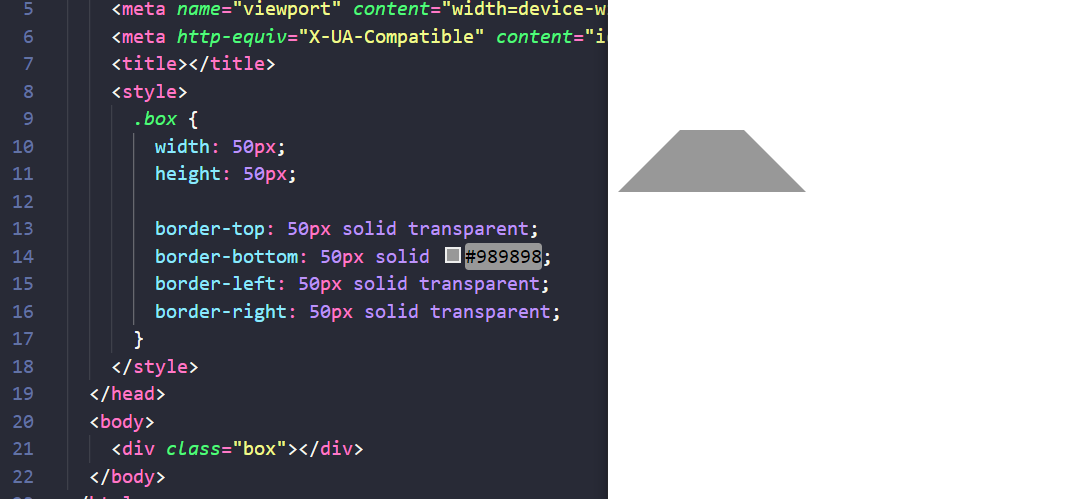 5 <meta name="viewport" content="width=device-w
6 <meta http-equiv="X-UA-Compatible" content="i
7 <title></title>
8 <style>
9 .box {
10 width: 50px;
11 height: 50px;
12
13 border-top: 50px solid transparent;
14 border-bottom: 50px solid #989898;
15 border-left: 50px solid transparent;
16 border-right: 50px solid transparent;
17 }
18 </style>
19 </head>
20 <body>
21 <div class="box"></div>
22 </body>